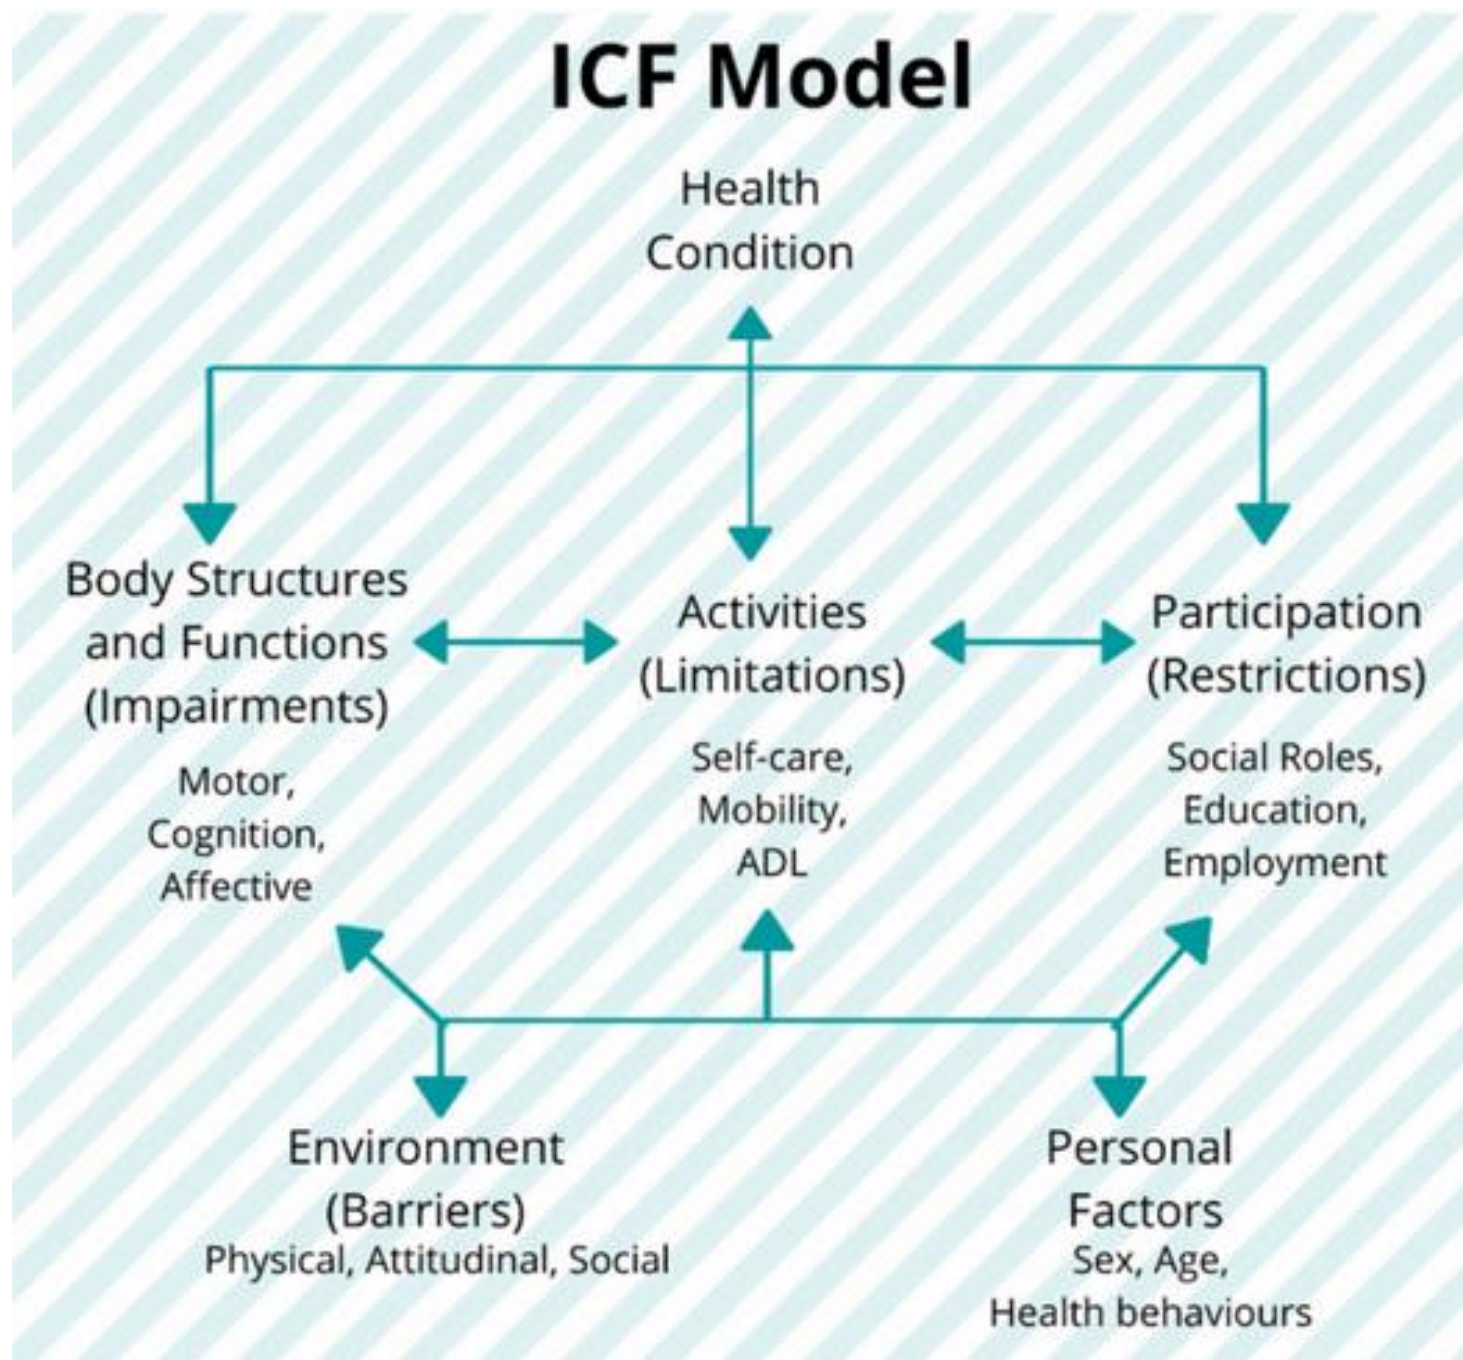 ICF Model
Health
Condition
Body Structures
and Functions
(Impairments)
Motor,
Cognition,
Affective
Activities
(Limitations)
Self-care,
Mobility,
ADL
Participation
(Restrictions)
Social Roles,
Education,
Employment
Environment
(Barriers)
Physical, Attitudinal, Social
Personal
Factors
Sex, Age,
Health behaviours